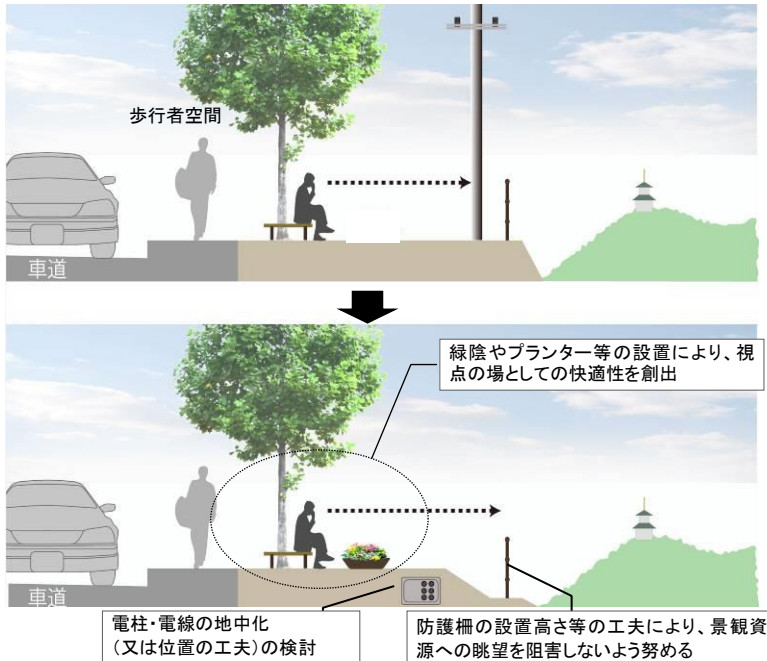 歩行者空間
車道
緑陰やプランター等の設置により、視
点の場としての快適性を創出
車道
電柱・電線の地中化
（又は位置の工夫）の検討
防護柵の設置高さ等の工夫により、景観資
源への眺望を阻害しないよう努める